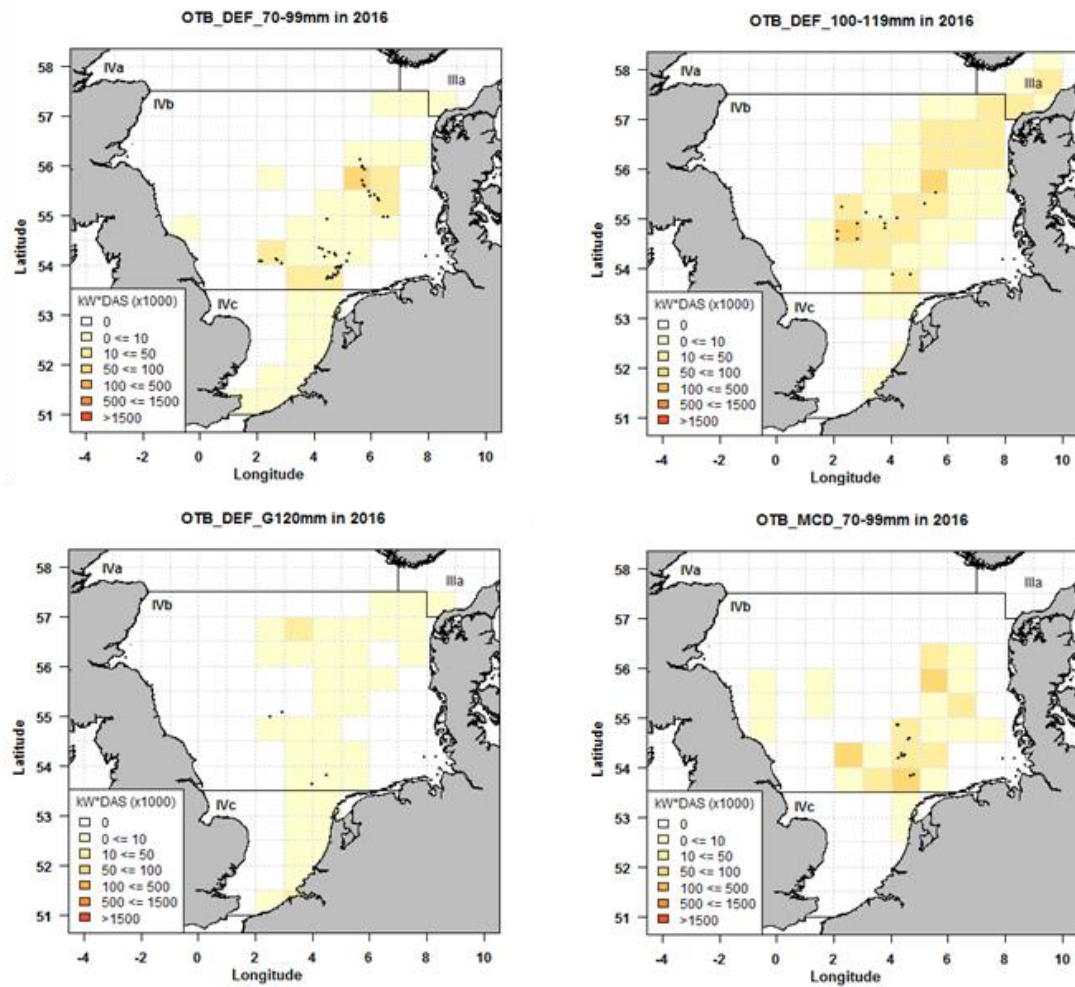 OTB_DEF_70-99mm in 2016
58
57
56
55
54
53
52
51
Latitude
IVa
IVb
IVc
IIIa
kW*DAS (x1000)
0
0 <= 10
10 <= 50
50 <= 100
100 <= 500
500 <= 1500
>1500
-4 -2 0 2 4 6 8 10
Longitude
OTB_DEF_100-119mm in 2016
58
57
56
55
54
53
52
51
Latitude
IVa
IVb
IVc
IIIa
kW*DAS (x1000)
0
0 <= 10
10 <= 50
50 <= 100
100 <= 500
500 <= 1500
>1500
-4 -2 0 2 4 6 8 10
Longitude
OTB_DEF_G120mm in 2016
58
57
56
55
54
53
52
51
Latitude
IVa
IVb
IVc
IIIa
kW*DAS (x1000)
0
0 <= 10
10 <= 50
50 <= 100
100 <= 500
500 <= 1500
>1500
-4 -2 0 2 4 6 8 10
Longitude
OTB_MCD_70-99mm in 2016
58
57
56
55
54
53
52
51
Latitude
IVa
IVb
IVc
IIIa
kW*DAS (x1000)
0
0 <= 10
10 <= 50
50 <= 100
100 <= 500
500 <= 1500
>1500
-4 -2 0 2 4 6 8 10
Longitude